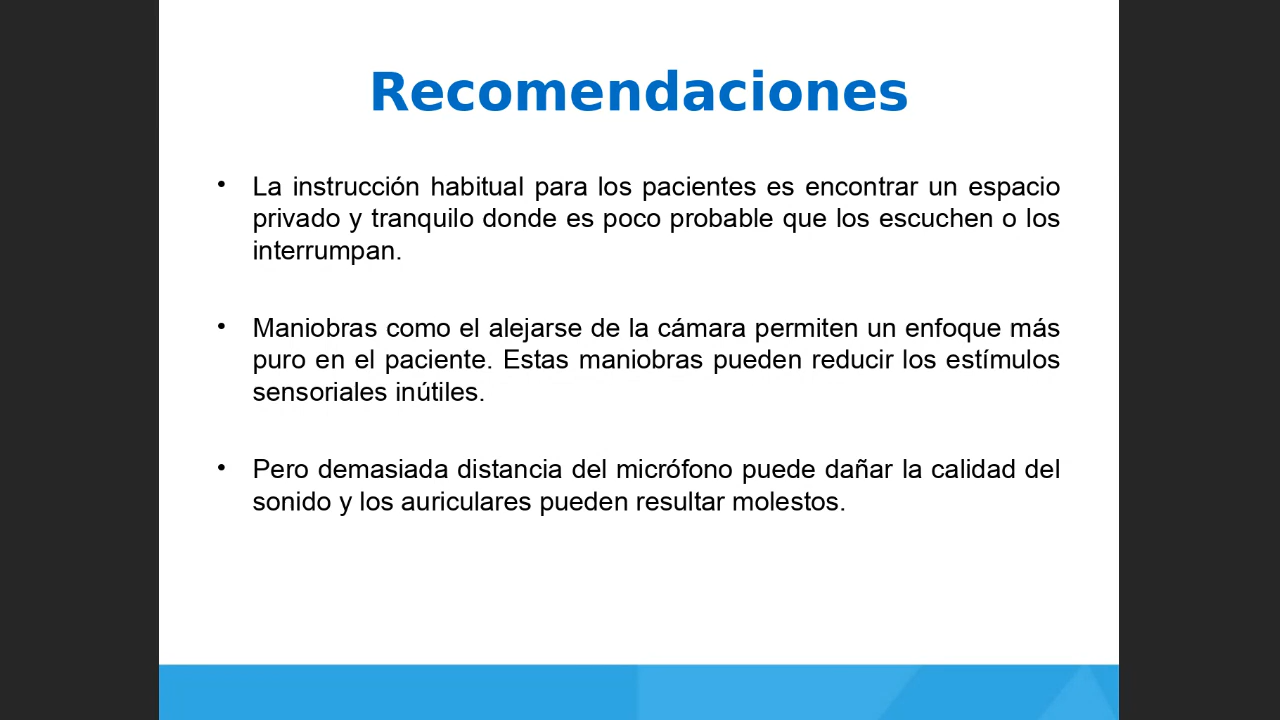 Recomendaciones
• La instrucción habitual para los pacientes es encontrar un espacio
privado y tranquilo donde es poco probable que los escuchen o los
interrumpan.
• Maniobras como el alejarse de la cámara permiten un enfoque más
puro en el paciente. Estas maniobras pueden reducir los estímulos
sensoriales inútiles.
• Pero demasiada distancia del micrófono puede dañar la calidad del
sonido y los auriculares pueden resultar molestos.